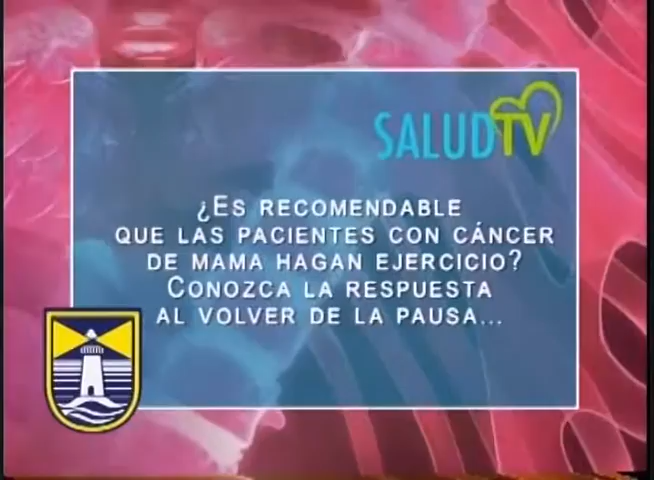 SALUDTV
¿Es recomendable
que las pacientes con cáncer
de mama hagan ejercicio?
Conozca la respuesta
al volver de la pausa...